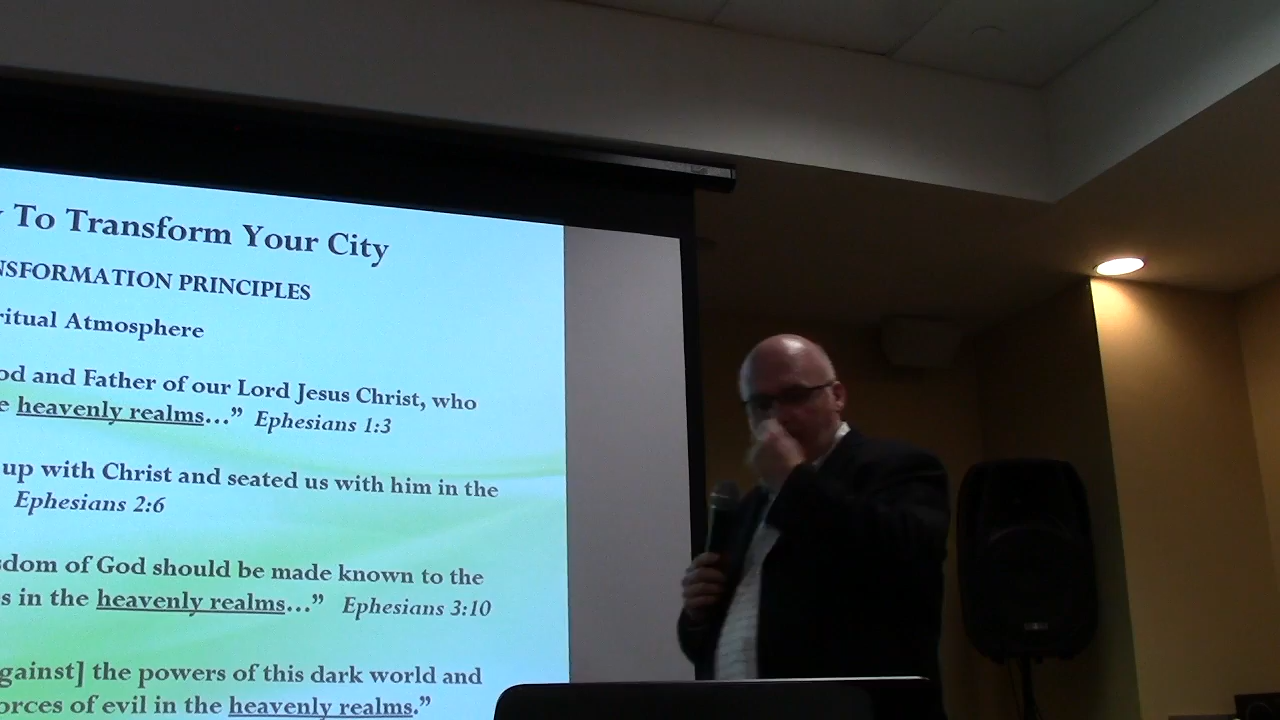 To Transform Your City
NSFORMATION PRINCIPLES
ritual Atmosphere
od and Father of our Lord Jesus Christ, who
e heavenly realms…” Ephesians 1:3
up with Christ and seated us with him in the
Ephesians 2:6
sdom of God should be made known to the
s in the heavenly realms…” Ephesians 3:10
gainst] the powers of this dark world and
orces of evil in the heavenly realms.”